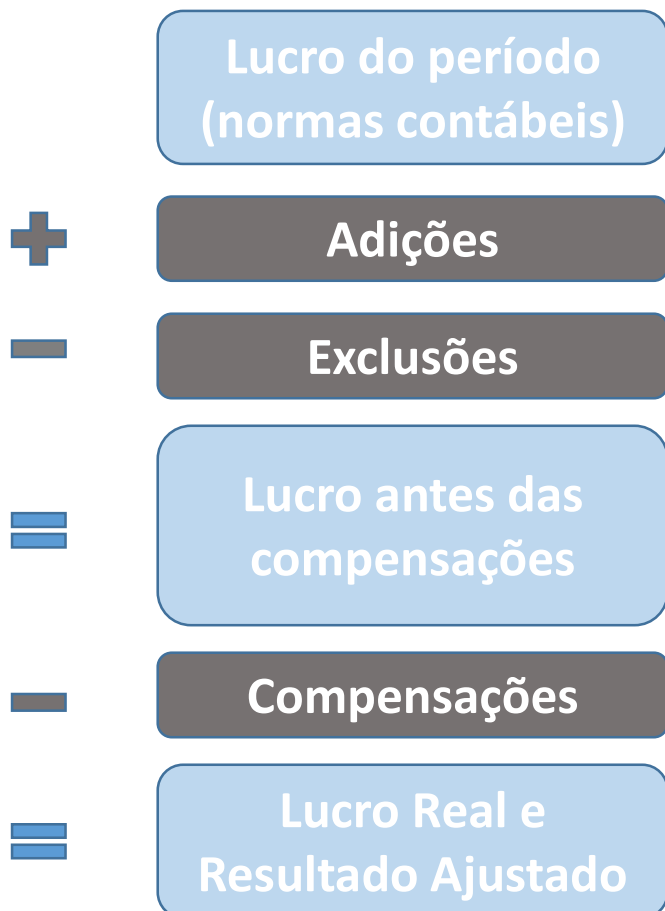 Lucro do período
(normas contábeis)
Adições
Exclusões
Lucro antes das
compensações
Compensações
Lucro Real e
Resultado Ajustado